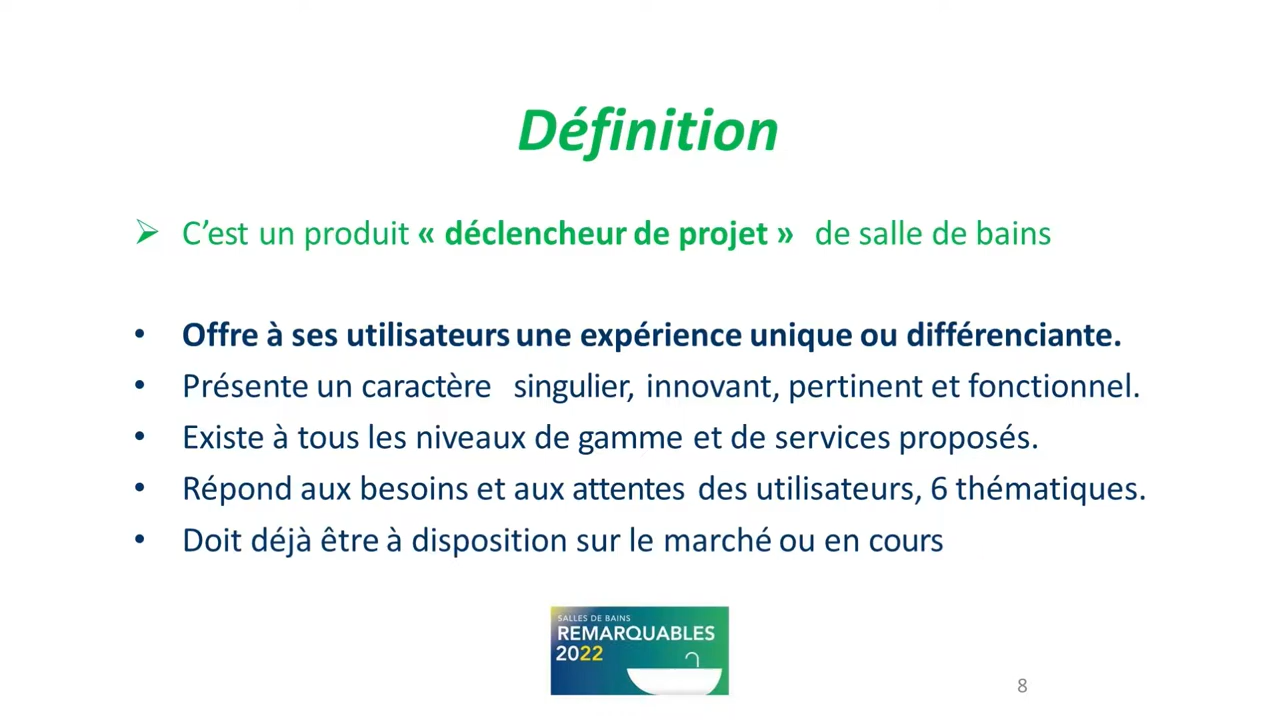 Définition
➢ C’est un produit « déclencheur de projet » de salle de bains
• Offre à ses utilisateurs une expérience unique ou différenciante.
• Présente un caractère singulier, innovant, pertinent et fonctionnel.
• Existe à tous les niveaux de gamme et de services proposés.
• Répond aux besoins et aux attentes des utilisateurs, 6 thématiques.
• Doit déjà être à disposition sur le marché ou en cours
SALLES DE BAINS
REMARQUABLES
2022
8